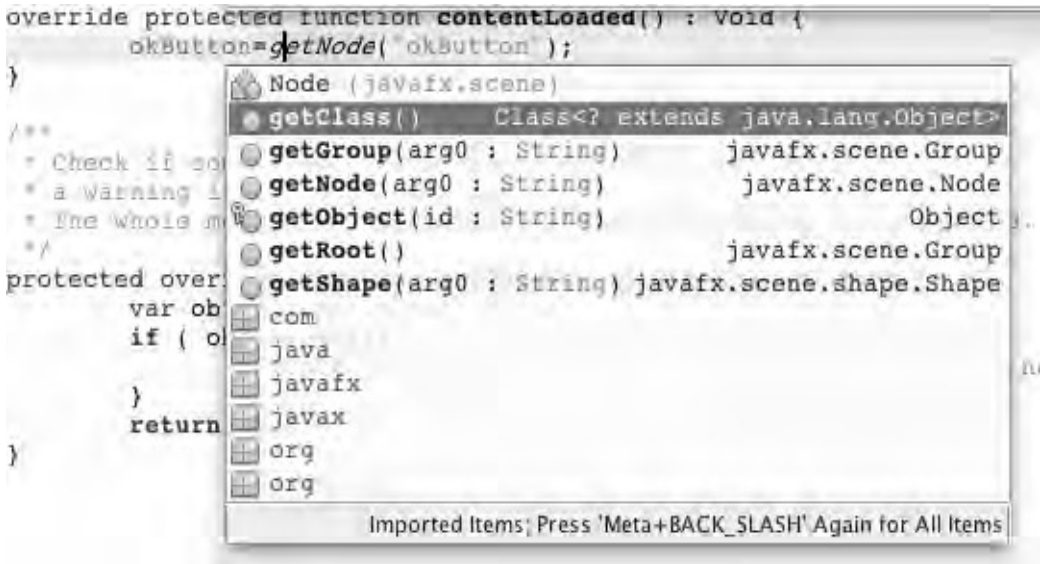 override protected function contentLoaded() : Void {
okButton=getNode("okButton");
}
Node (javafx.scene)
getClass() Class<? extends java.lang.Object>
/**
* Check if
getGroup(arg0 : String) javafx.scene.Group
* a warning
getNode(arg0 : String) javafx.scene.Node
* The whole
getObject(id : String) Object
*/
getRoot() javafx.scene.Group
protected over
getShape(arg0 : String) javafx.scene.shape.Shape
var ob
com
if ( ob
java
javafx
}
javax
return
org
}
org
Imported Items; Press 'Meta+BACK_SLASH' Again for All Items